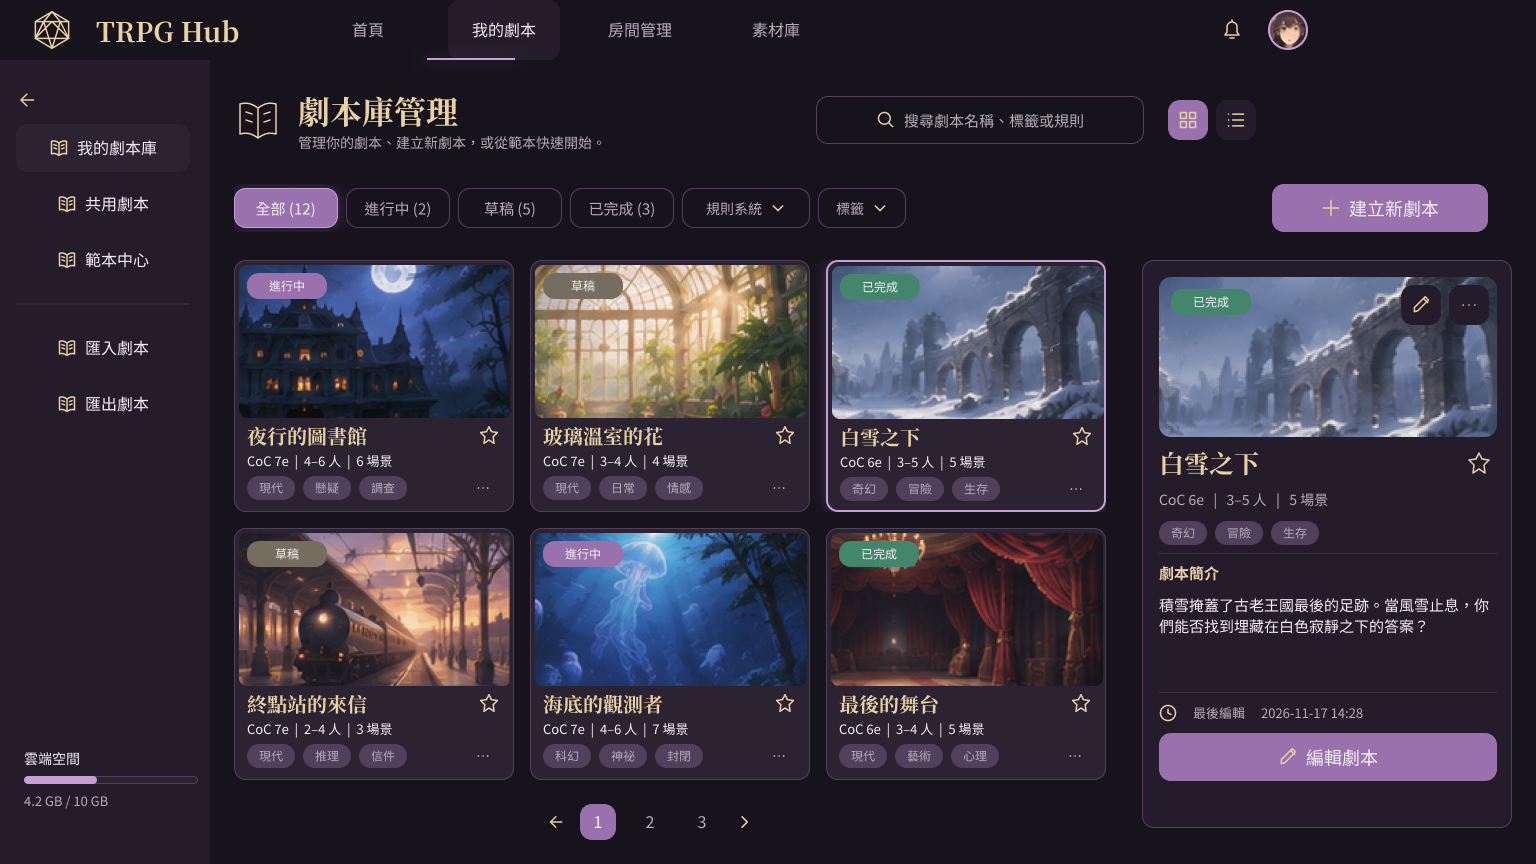 TRPG Hub
首頁
我的劇本
房間管理
素材庫
我的劇本庫
共用劇本
範本中心
匯入劇本
匯出劇本
雲端空間
4.2 GB / 10 GB
劇本庫管理
管理你的劇本、建立新劇本，或從範本快速開始。
搜尋劇本名稱、標籤或規則
全部 (12)
進行中 (2)
草稿 (5)
已完成 (3)
規則系統
標籤
建立新劇本
進行中
夜行的圖書館
CoC 7e | 4–6 人 | 6 場景
現代 懸疑 調查 ...
草稿
玻璃溫室的花
CoC 7e | 3–4 人 | 4 場景
現代 日常 情感 ...
已完成
白雪之下
CoC 6e | 3–5 人 | 5 場景
奇幻 冒險 生存 ...
草稿
終點站的來信
CoC 7e | 2–4 人 | 3 場景
現代 推理 信件 ...
進行中
海底的觀測者
CoC 7e | 4–6 人 | 7 場景
科幻 神祕 封閉 ...
已完成
最後的舞台
CoC 6e | 3–4 人 | 5 場景
現代 藝術 心理 ...
1 2 3
已完成
...
白雪之下
CoC 6e | 3–5 人 | 5 場景
奇幻 冒險 生存
劇本簡介
積雪掩蓋了古老王國最後的足跡。當風雪止息，你
們能否找到埋藏在白色寂靜之下的答案？
最後編輯 2026-11-17 14:28
編輯劇本